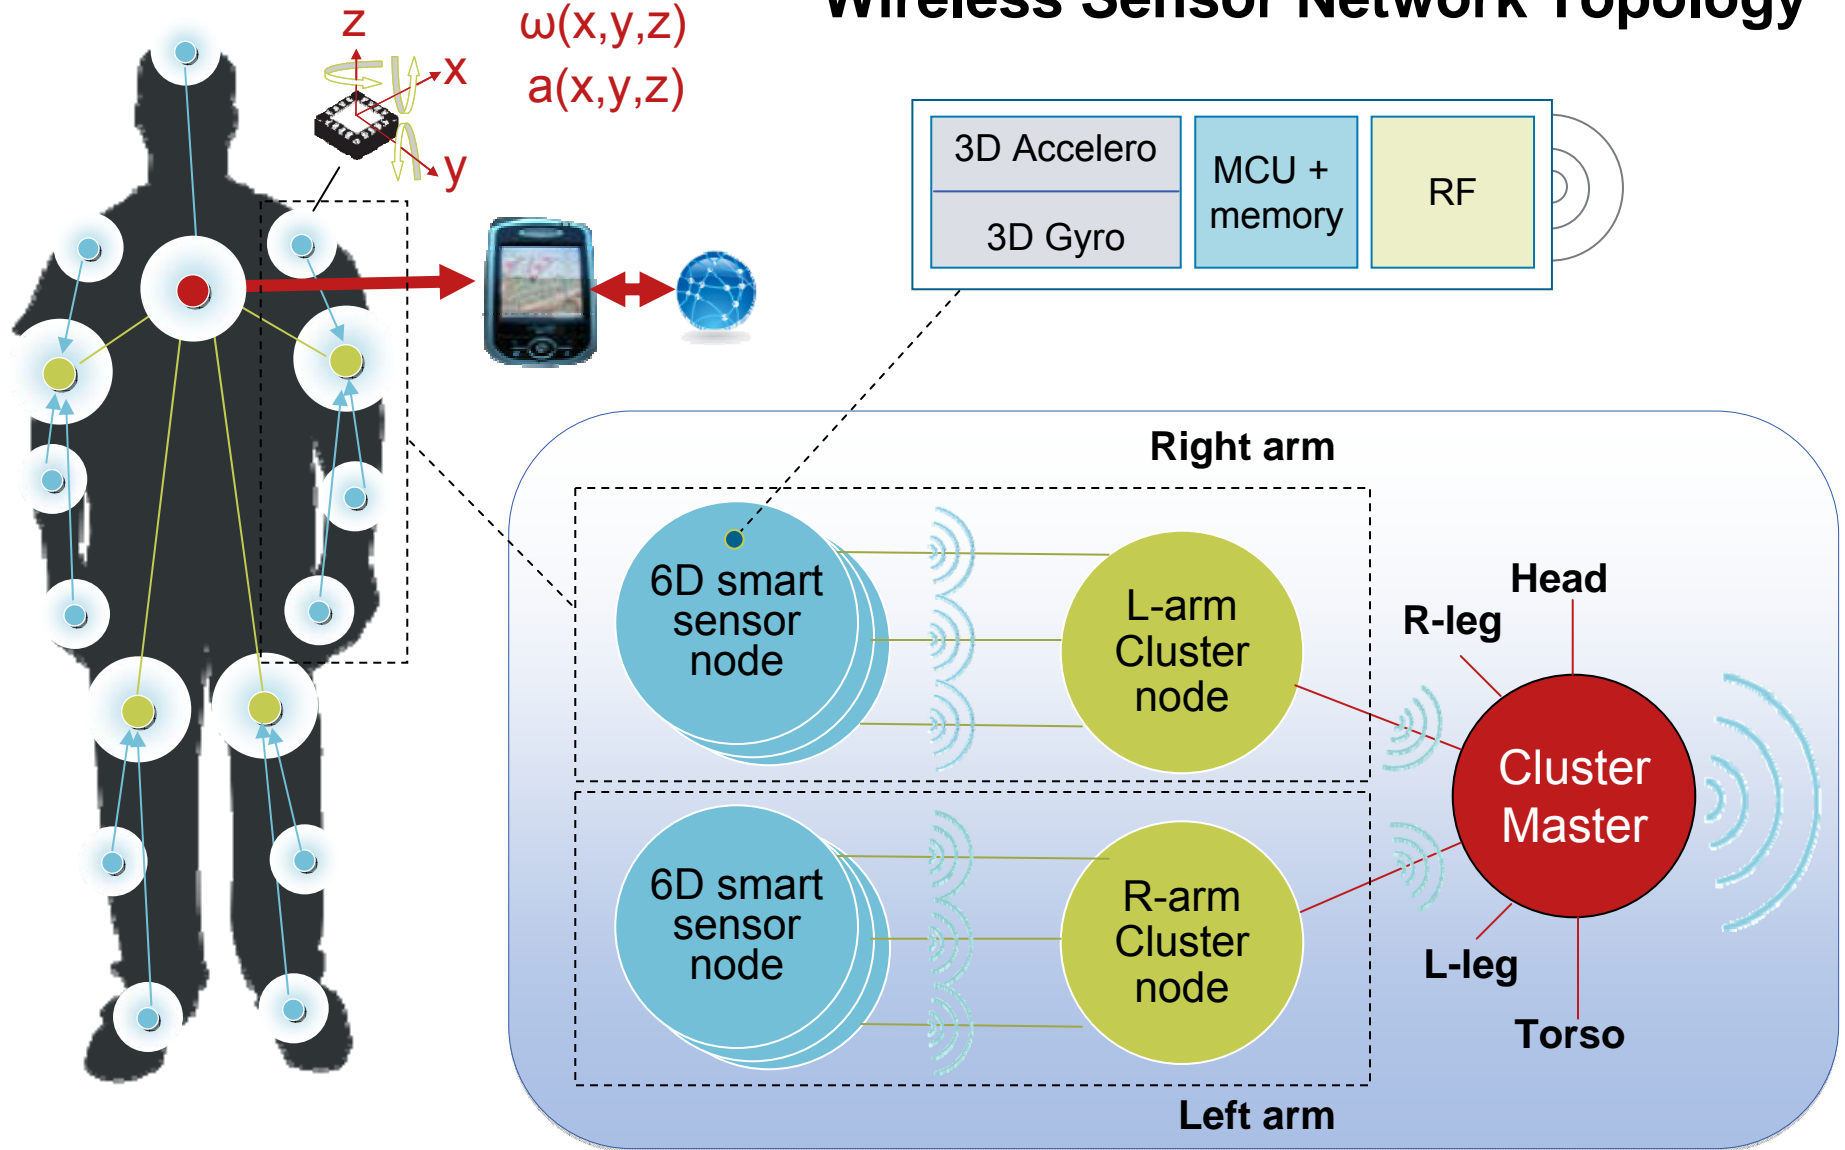 Wireless Sensor Network Topology
ω(x,y,z)
a(x,y,z)
z
x
y
3D Accelero
3D Gyro
MCU +
memory
RF
Right arm
6D smart
sensor
node
L-arm
Cluster
node
Head
R-leg
Cluster
Master
6D smart
sensor
node
R-arm
Cluster
node
L-leg
Torso
Left arm